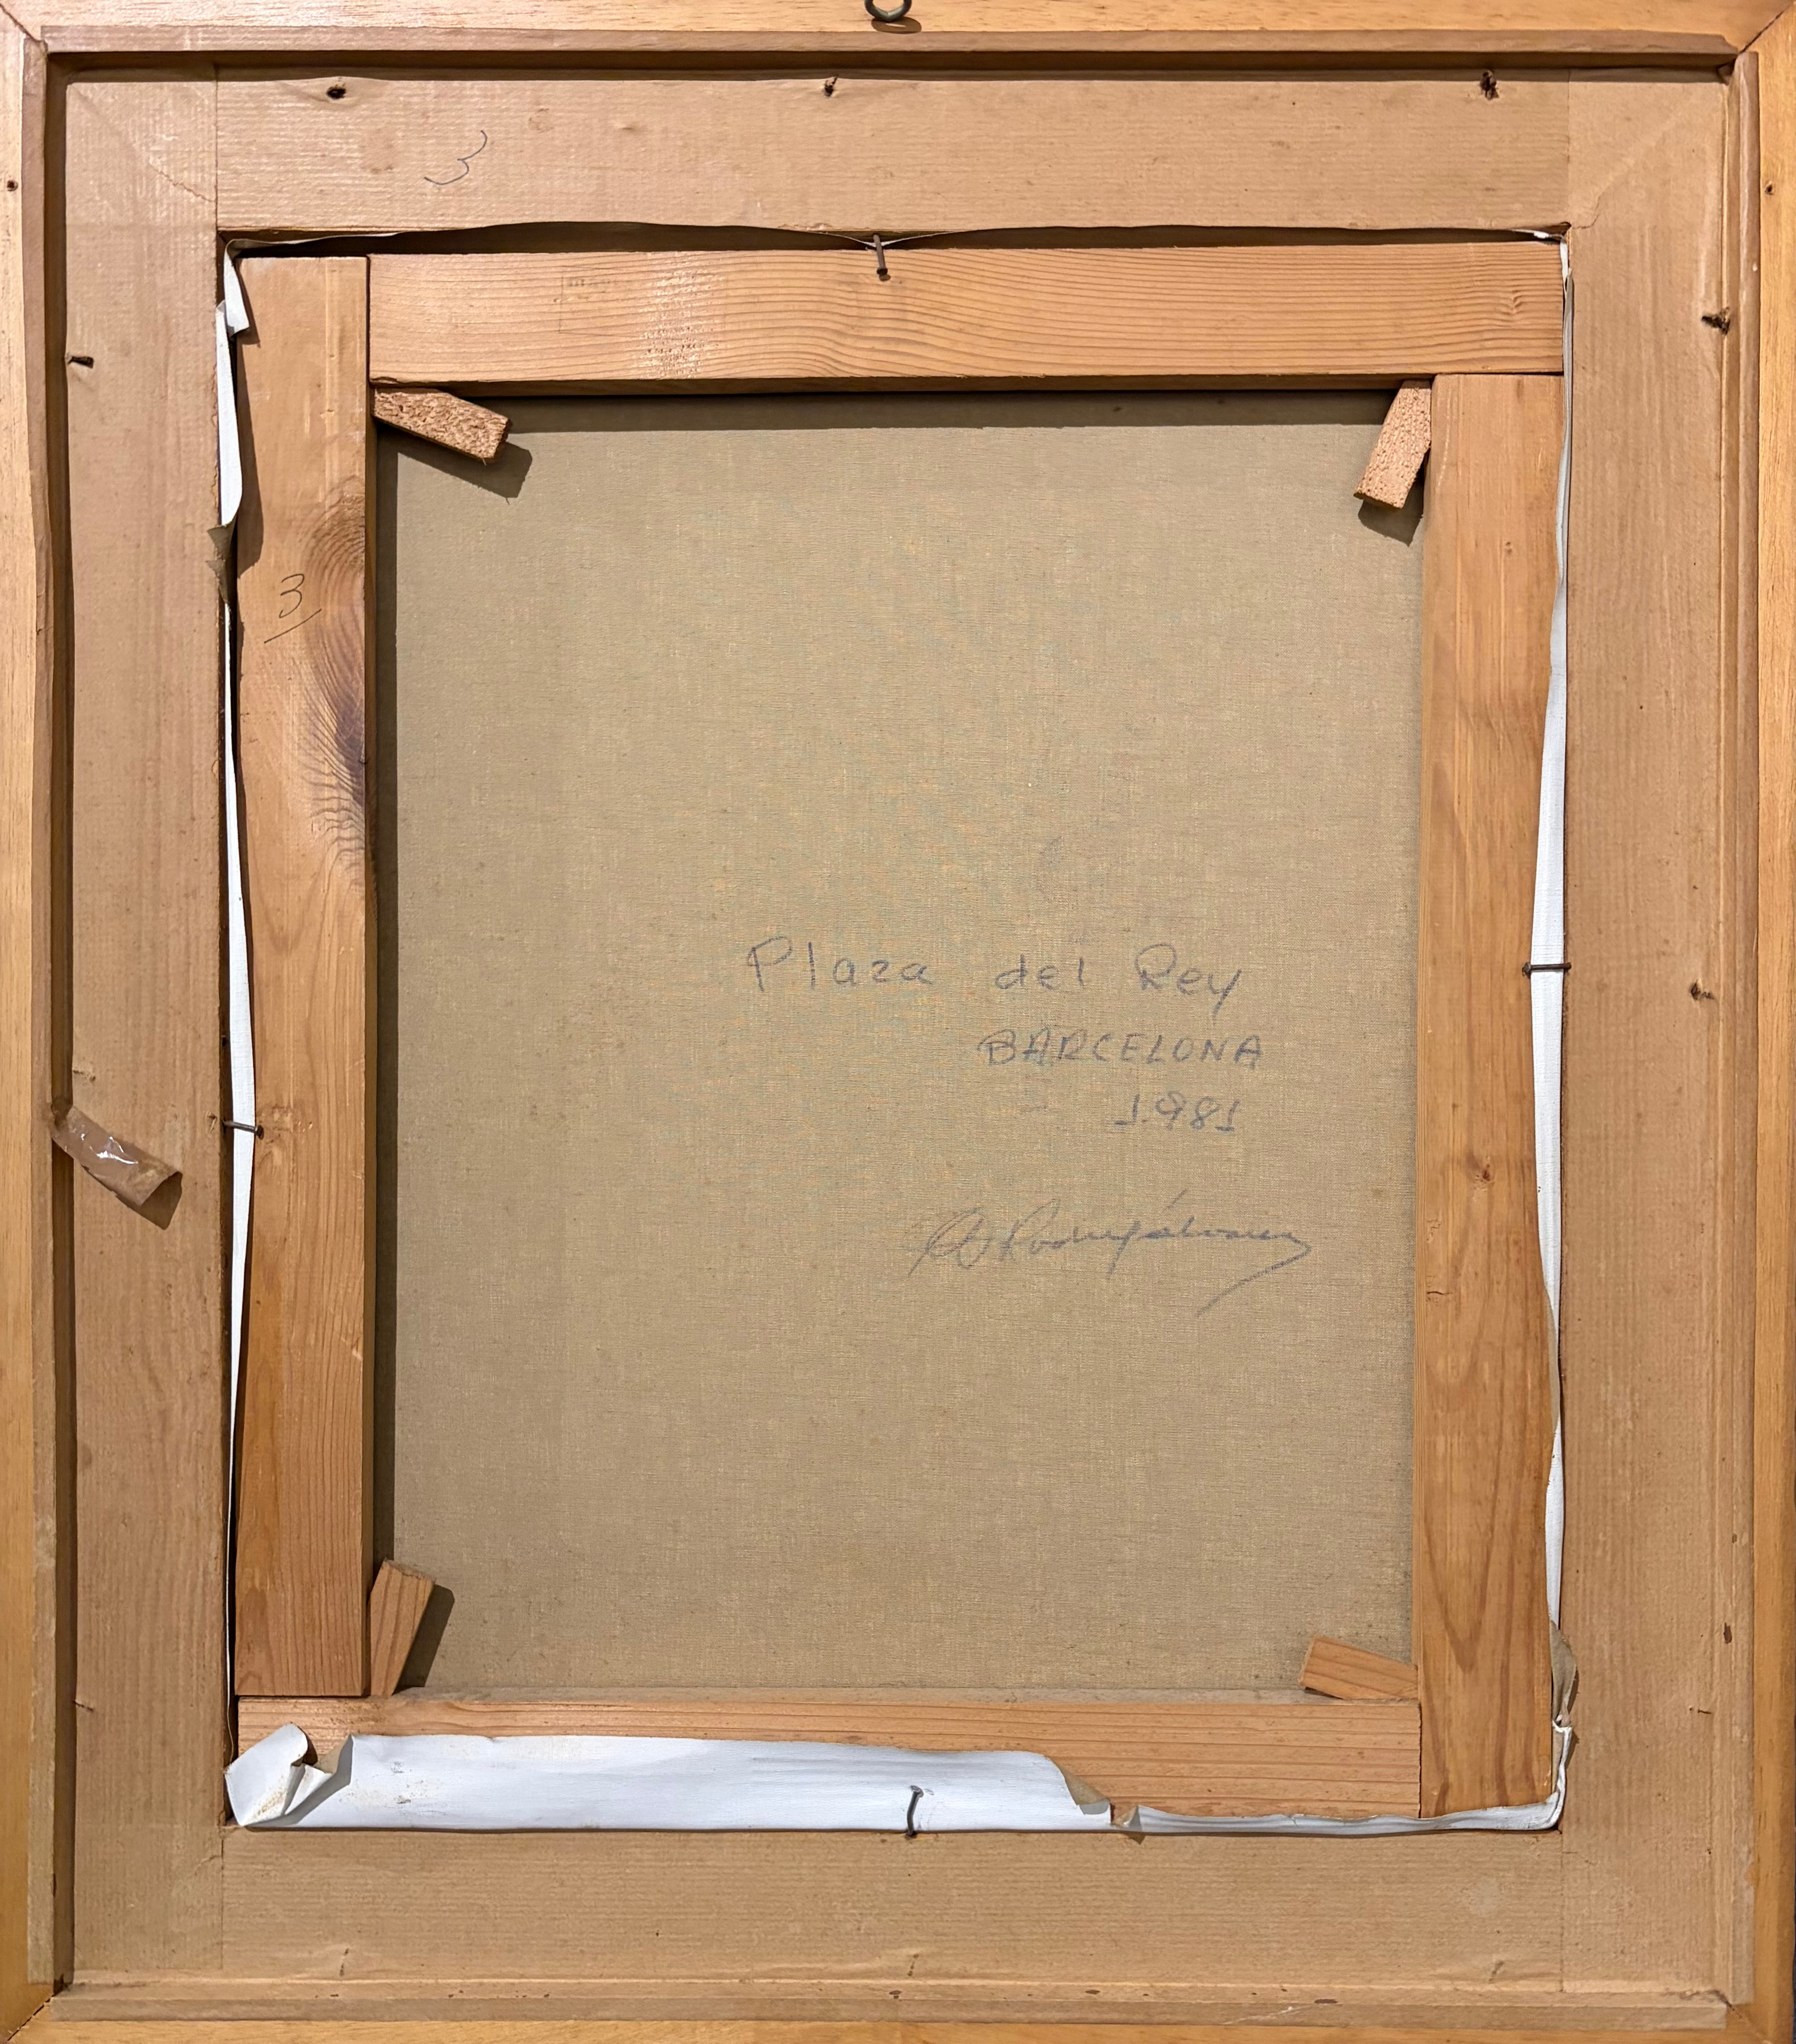 3
3
Plaza del Rey
BARCELONA
1.981